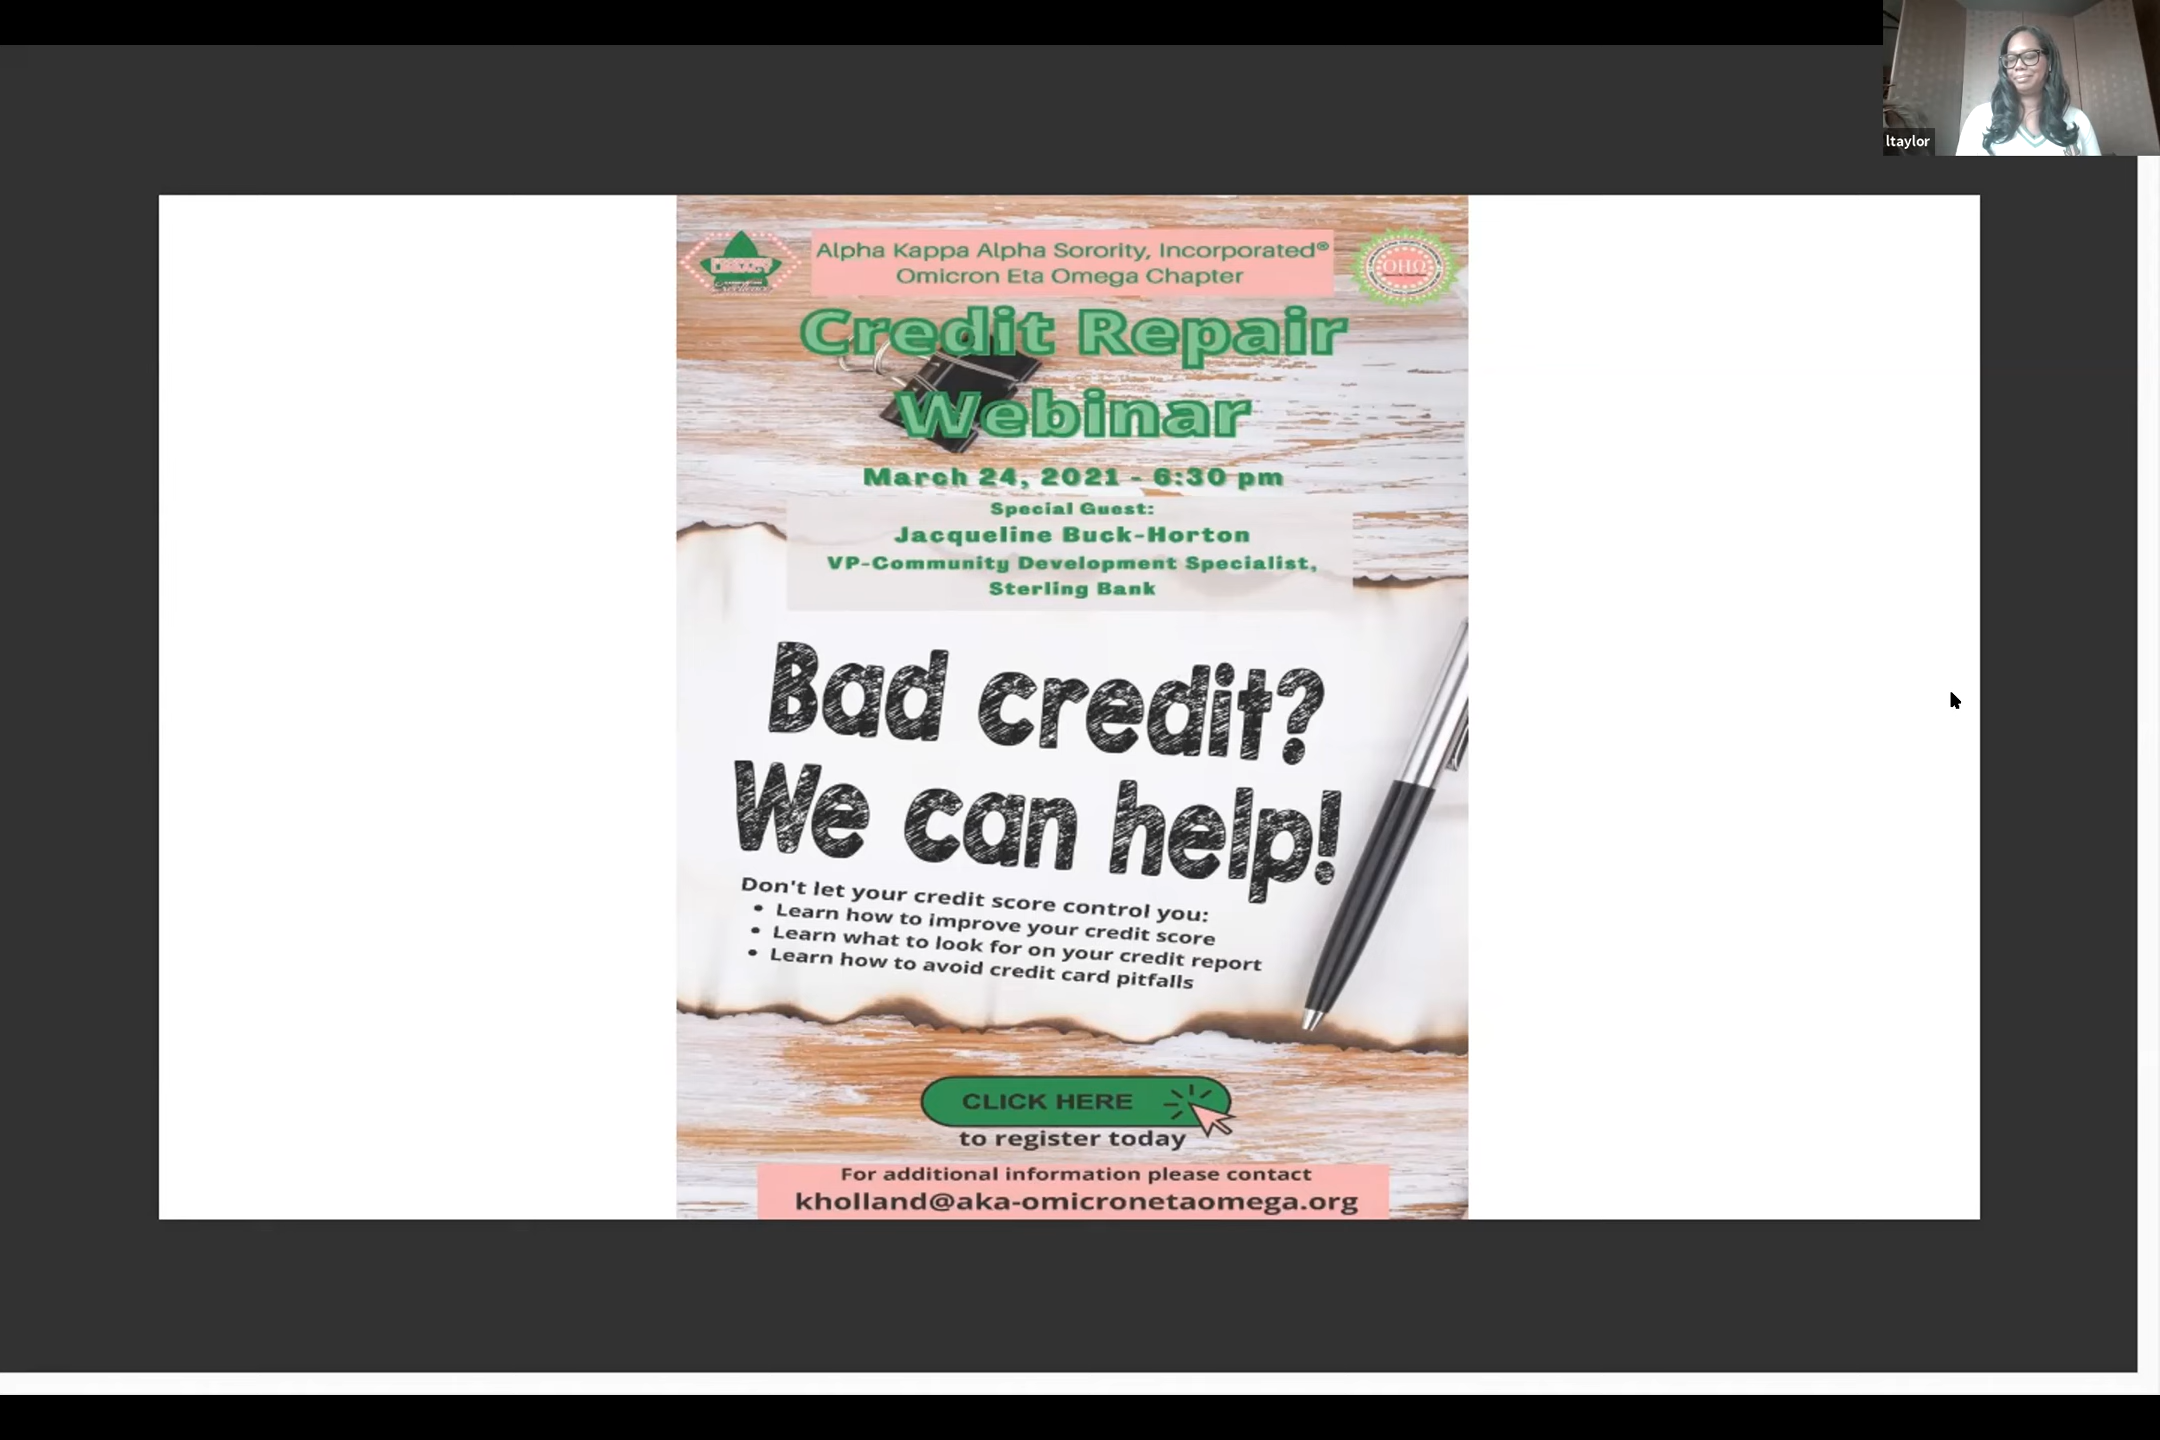 ltaylor
Alpha Kappa Alpha Sorority, Incorporated®
Omicron Eta Omega Chapter
ΟΗΩ
Credit Repair
Webinar
March 24, 2021 - 6:30 pm
Special Guest:
Jacqueline Buck-Horton
VP-Community Development Specialist,
Sterling Bank
Bad credit?
We can help!
Don't let your credit score control you:
• Learn how to improve your credit score
• Learn what to look for on your credit report
• Learn how to avoid credit card pitfalls
CLICK HERE
to register today
For additional information please contact
kholland@aka-omicronetaomega.org